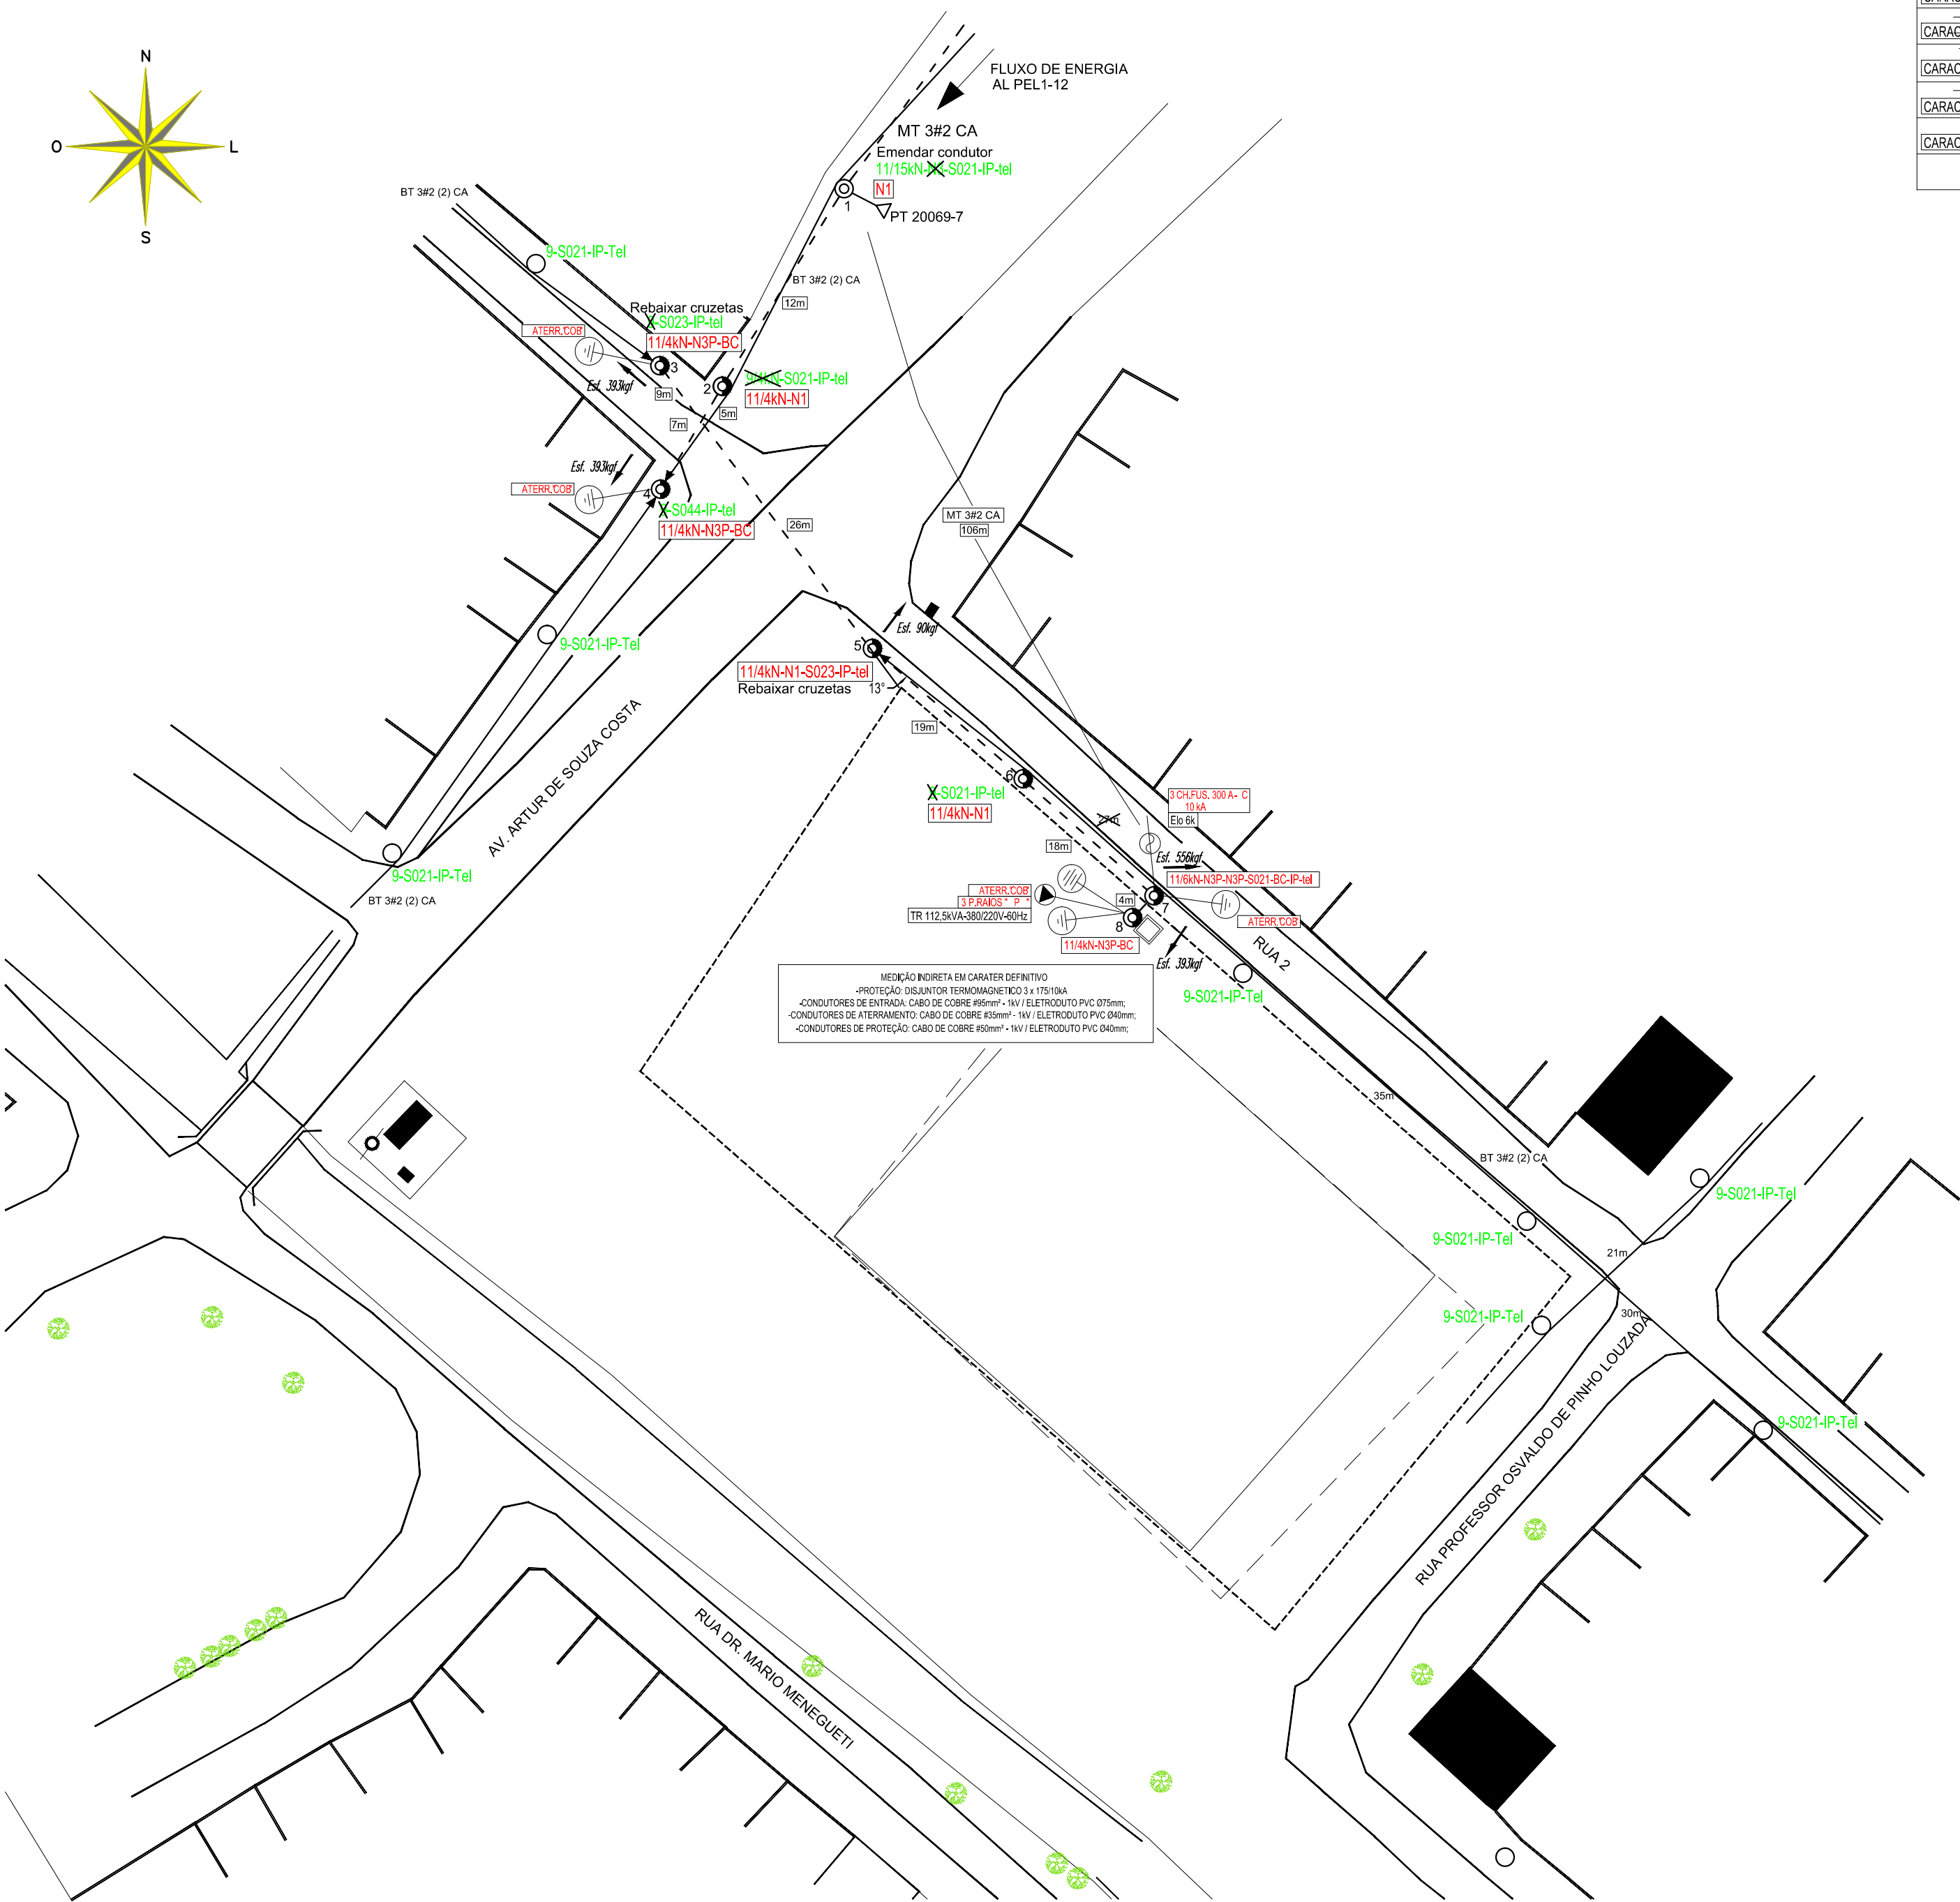 N
O
L
S
FLUXO DE ENERGIA
AL PEL1-12
MT 3#2 CA
Emendar condutor
11/15kN-N3-S021-IP-tel
N1
1
PT 20069-7
BT 3#2 (2) CA
9-S021-IP-Tel
BT 3#2 (2) CA
12m
Rebaixar cruzetas
-S023-IP-tel
11/4kN-N3P-BC
ATERR.COB
3
Esf. 393kgf
9m
2
9/4kN-S021-IP-tel
11/4kN-N1
5m
7m
Esf. 393kgf
ATERR.COB
4
-S044-IP-tel
11/4kN-N3P-BC
26m
MT 3#2 CA
106m
9-S021-IP-Tel
5
Esf. 90kgf
11/4kN-N1-S023-IP-tel
Rebaixar cruzetas
13°
19m
AV. ARTUR DE SOUZA COSTA
6
-S021-IP-tel
11/4kN-N1
3 CH.FUS. 300 A- C
10 kA
Elo 6k
27m
18m
Esf. 556kgf
11/6kN-N3P-N3P-S021-BC-IP-tel
ATERR.COB
3 P.RAIOS " P "
TR 112,5kVA-380/220V-60Hz
4m
7
8
ATERR.COB
11/4kN-N3P-BC
Esf. 393kgf
RUA 2
9-S021-IP-Tel
BT 3#2 (2) CA
9-S021-IP-Tel
MEDIÇÃO INDIRETA EM CARATER DEFINITIVO
-PROTEÇÃO: DISJUNTOR TERMOMAGNETICO 3 x 175/10kA
-CONDUTORES DE ENTRADA: CABO DE COBRE #95mm² - 1kV / ELETRODUTO PVC Ø75mm;
-CONDUTORES DE ATERRAMENTO: CABO DE COBRE #35mm² - 1kV / ELETRODUTO PVC Ø40mm;
-CONDUTORES DE PROTEÇÃO: CABO DE COBRE #50mm² - 1kV / ELETRODUTO PVC Ø40mm;
35m
BT 3#2 (2) CA
9-S021-IP-Tel
9-S021-IP-Tel
21m
9-S021-IP-Tel
30m
9-S021-IP-Tel
RUA PROFESSOR OSVALDO DE PINHO LOUZADA
RUA DR. MARIO MENEGUETI